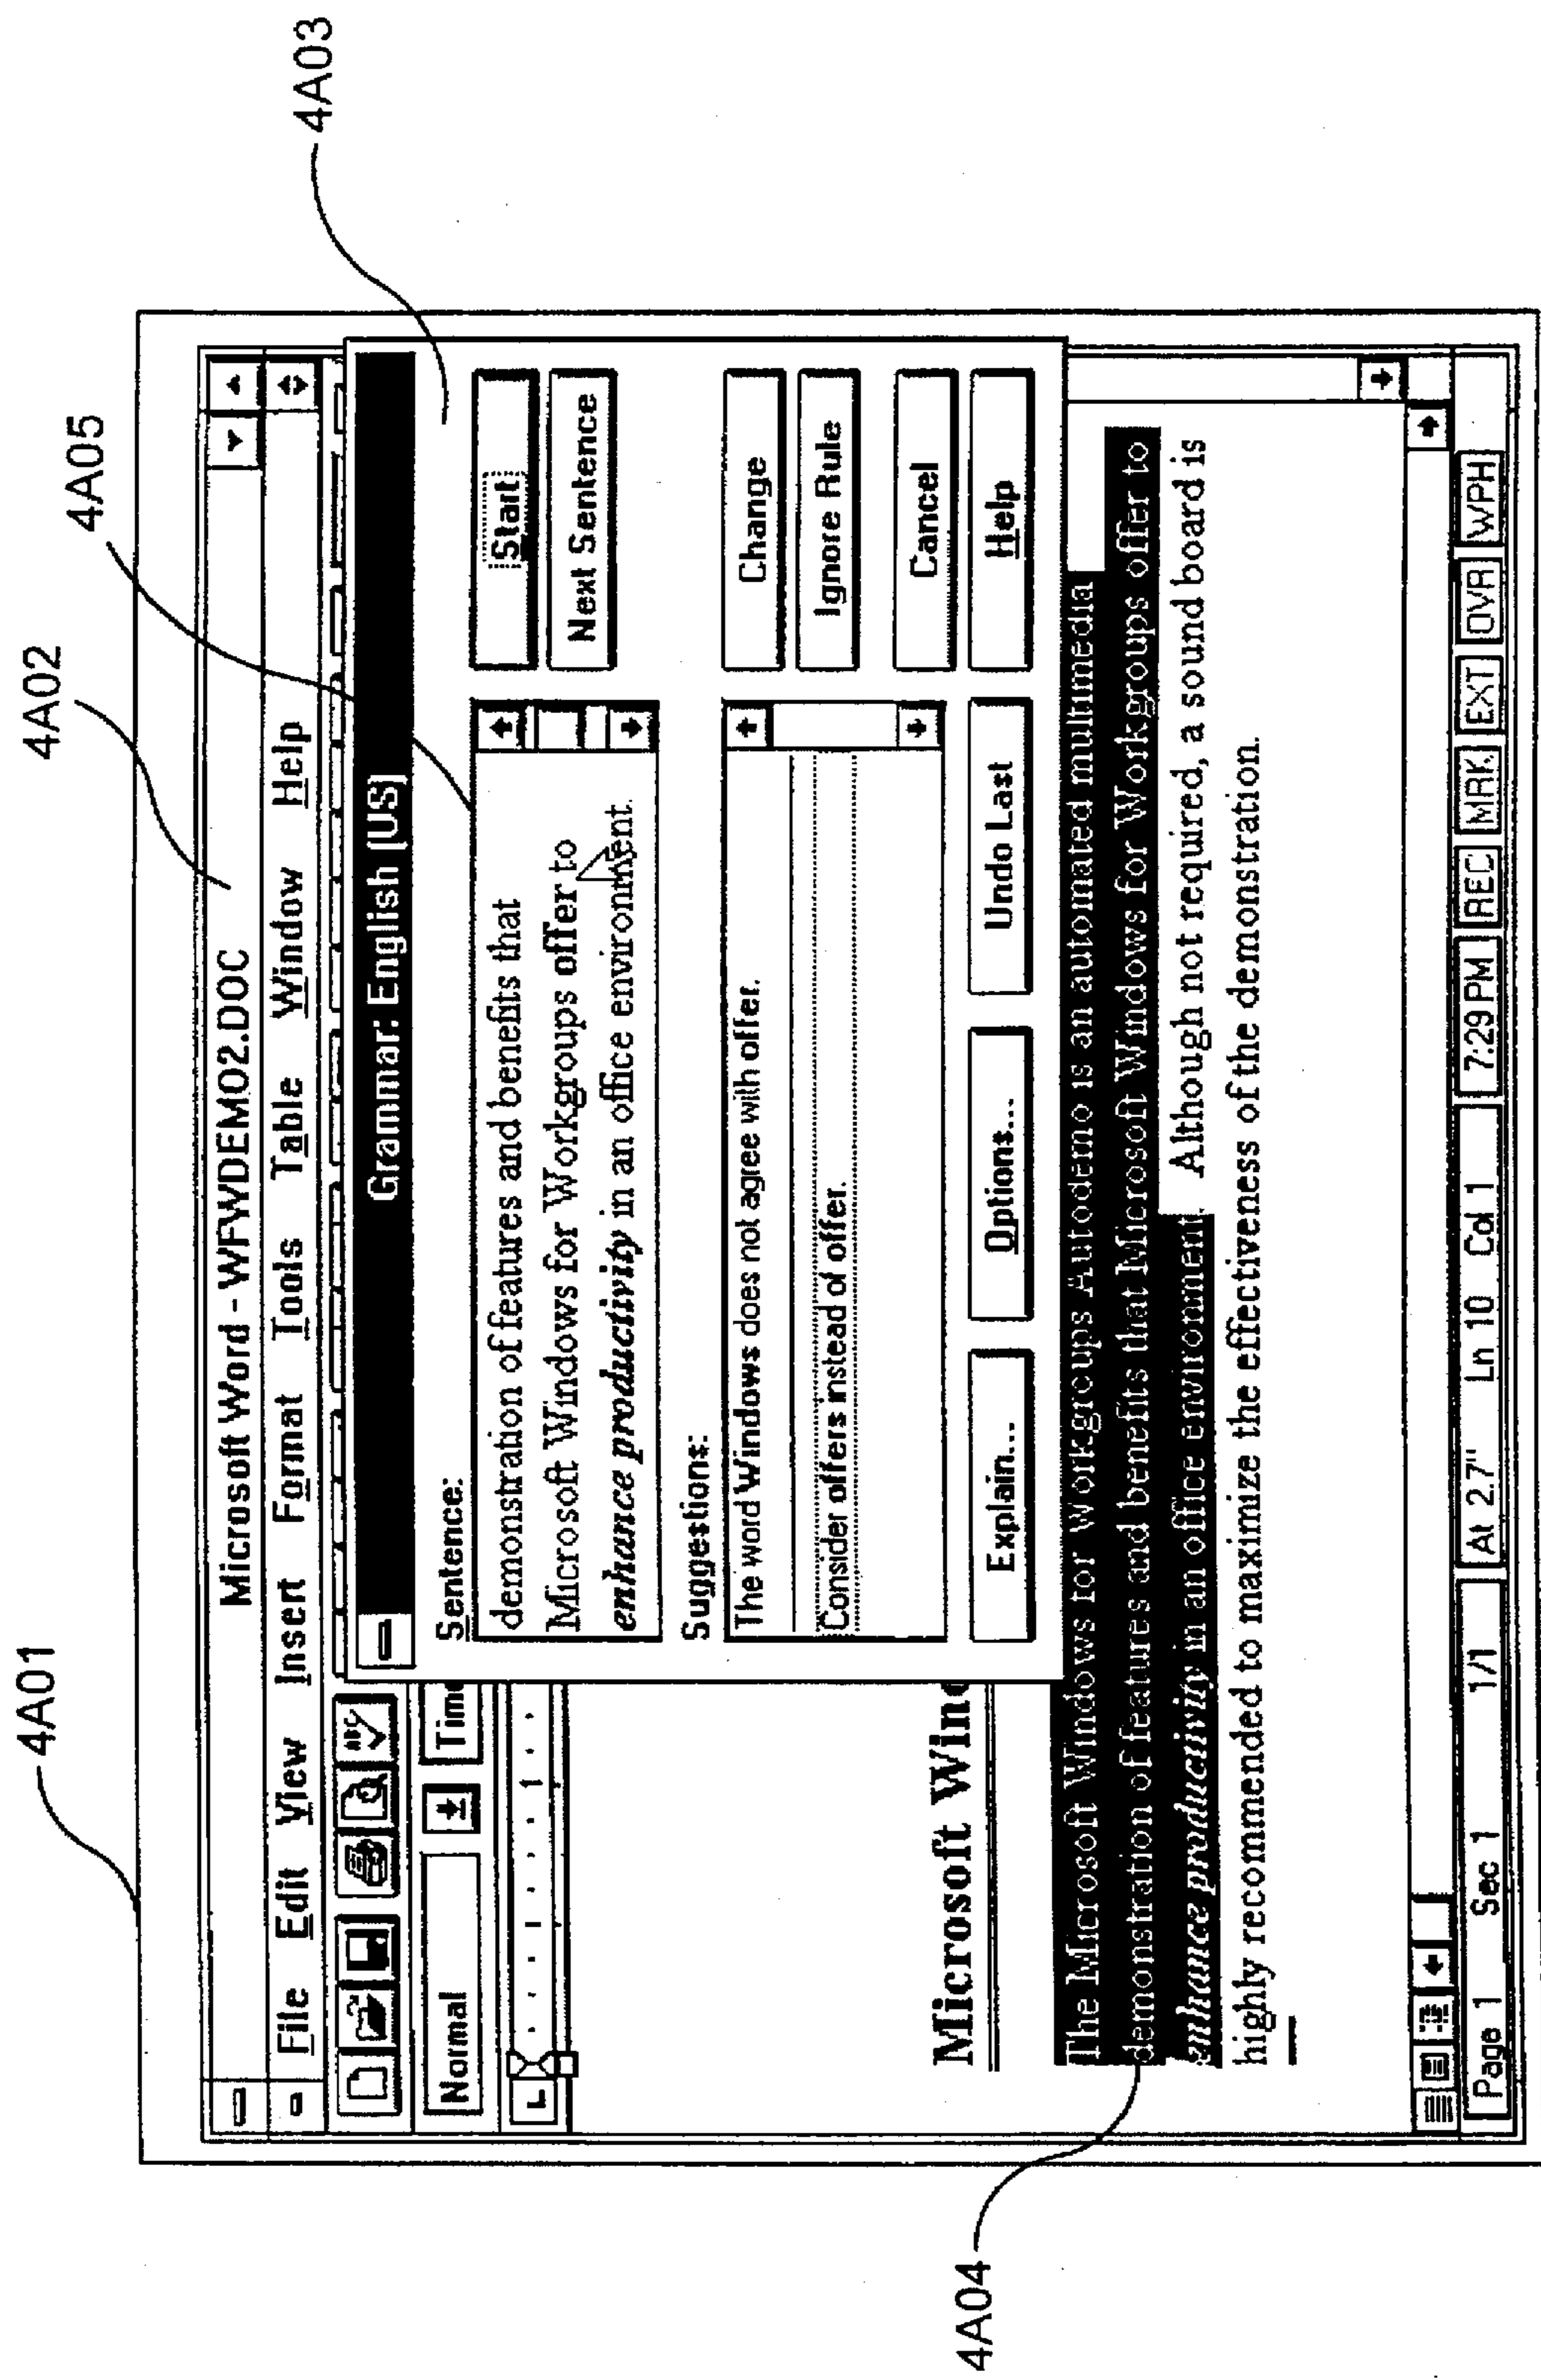 4A01
4A02
4A05
4A03
Microsoft Word - WFWDEMO2.DOC
File Edit View Insert Format Tools Table Window Help
ABC
Normal
Time
L
1
Grammar: English (US)
Sentence:
demonstration of features and benefits that
Microsoft Windows for Workgroups offer to
enhance productivity in an office environment.
Start
Next Sentence
Suggestions:
The word Windows does not agree with offer.
Consider offers instead of offer.
Change
Ignore Rule
Cancel
Explain... Options... Undo Last Help
Microsoft Wind
The Microsoft Windows for Workgroups Autodemo is an automated multimedia
demonstration of features and benefits that Microsoft Windows for Workgroups offer to
enhance productivity in an office environment. Although not required, a sound board is
highly recommended to maximize the effectiveness of the demonstration.
4A04
Page 1 Sec 1 1/1 At 2.7" Ln 10 Col 1 7:29 PM REC MRK EXT OVR WPH